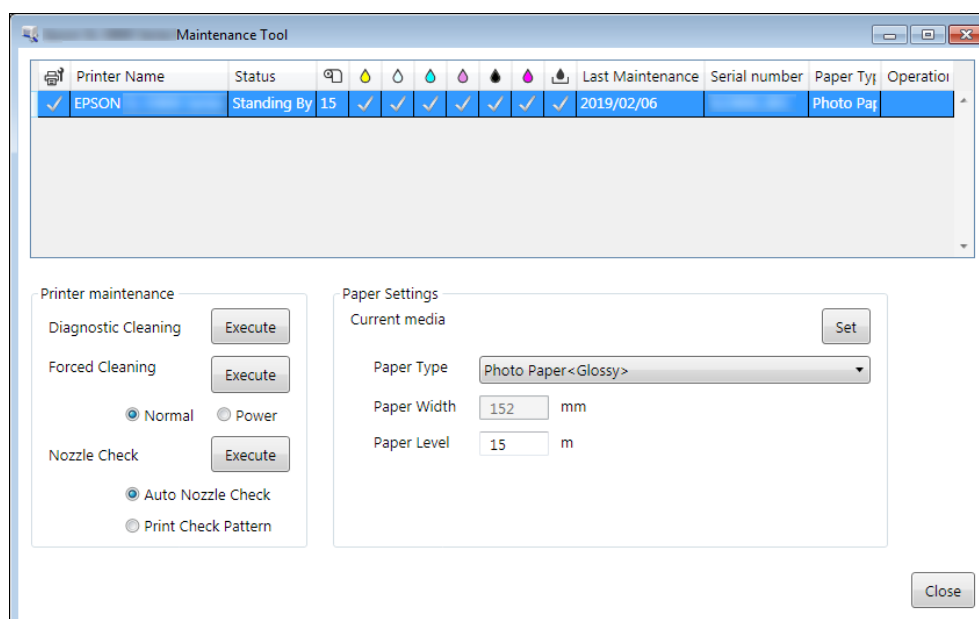 Maintenance Tool
Printer Name Status Last Maintenance Serial number Paper Typ Operation
EPSON Standing By 15 2019/02/06 Photo Pap
Printer maintenance
Diagnostic Cleaning Execute
Forced Cleaning Execute
Normal Power
Nozzle Check Execute
Auto Nozzle Check
Print Check Pattern
Paper Settings
Current media Set
Paper Type Photo Paper<Glossy>
Paper Width 152 mm
Paper Level 15 m
Close